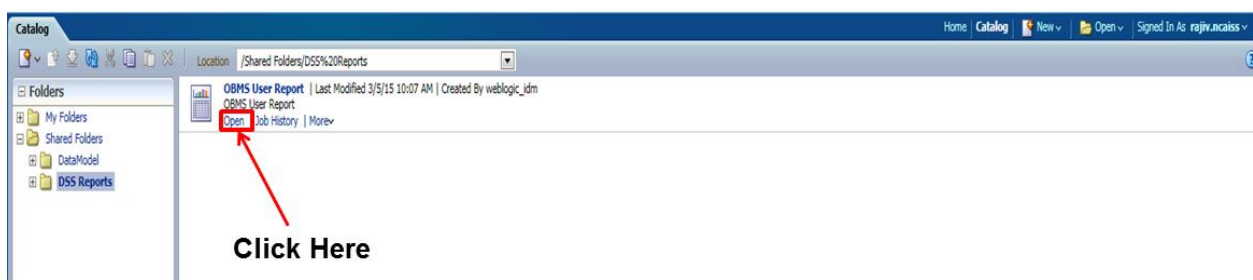 Catalog
Home Catalog New Open Signed In As rajiv.ncaiss
Location /Shared Folders/DSS%20Reports
Folders
My Folders
Shared Folders
DataModel
DSS Reports
OBMS User Report | Last Modified 3/5/15 10:07 AM | Created By weblogic_idm
OBMS User Report
Open Job History | More
Click Here